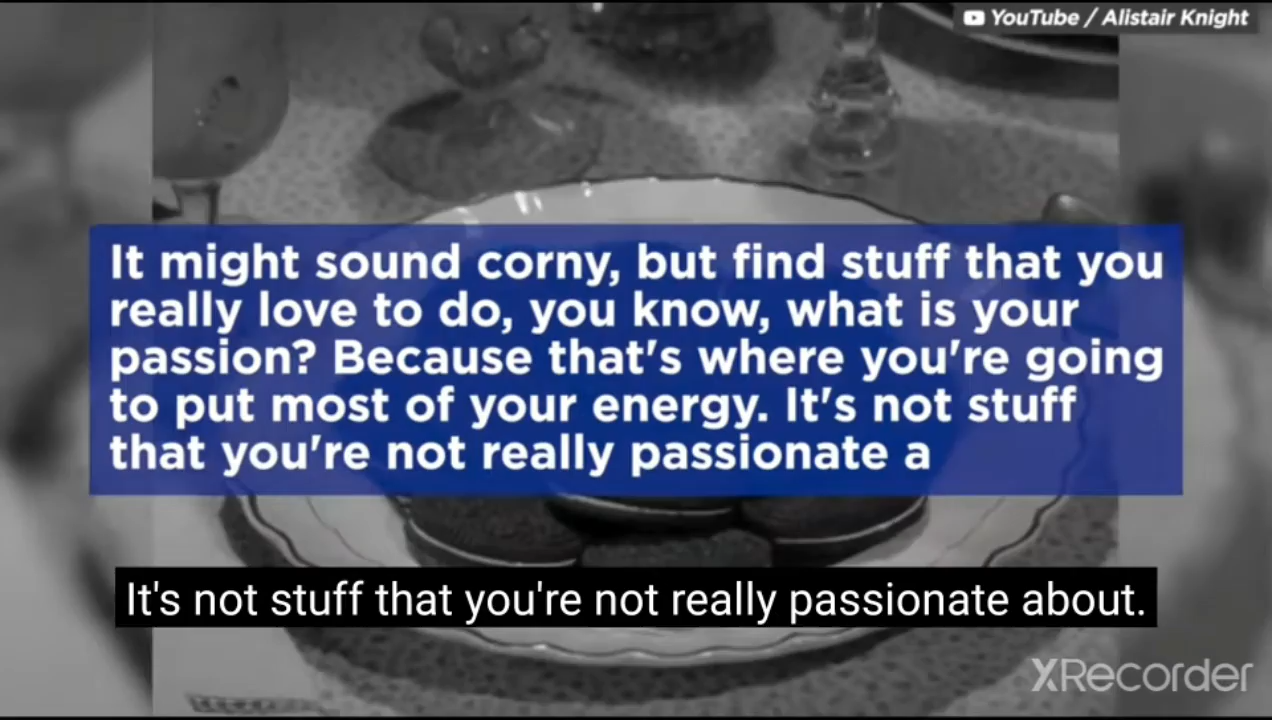 YouTube / Alistair Knight
It might sound corny, but find stuff that you
really love to do, you know, what is your
passion? Because that's where you're going
to put most of your energy. It's not stuff
that you're not really passionate a
It's not stuff that you're not really passionate about.
XRecorder